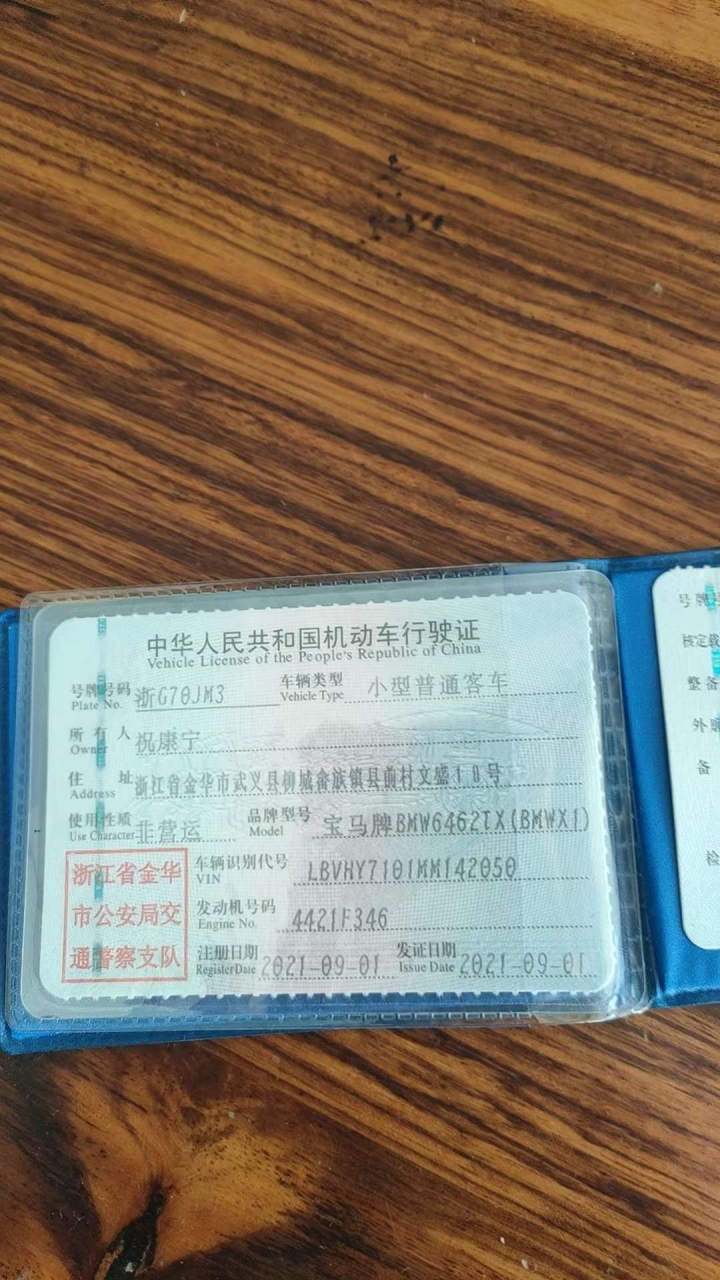 中华人民共和国机动车行驶证
Vehicle License of the People's Republic of China
号牌号码 浙G70JM3 车辆类型 小型普通客车
Plate No. Vehicle Type
所有人 祝康宁
Owner
住址 浙江省金华市武义县柳城畲族镇县前村文盛10号
Address
使用性质 非营运 品牌型号 宝马牌BMW6462TX(BMWX1)
Use Character Model
浙江省金华
市公安局交
通警察支队
车辆识别代号 LBVHY7101MM142050
VIN
发动机号码 4421F346
Engine No.
注册日期 2021-09-01 发证日期 2021-09-01
Register Date Issue Date
号牌
核定载
整备
外廓
备
检